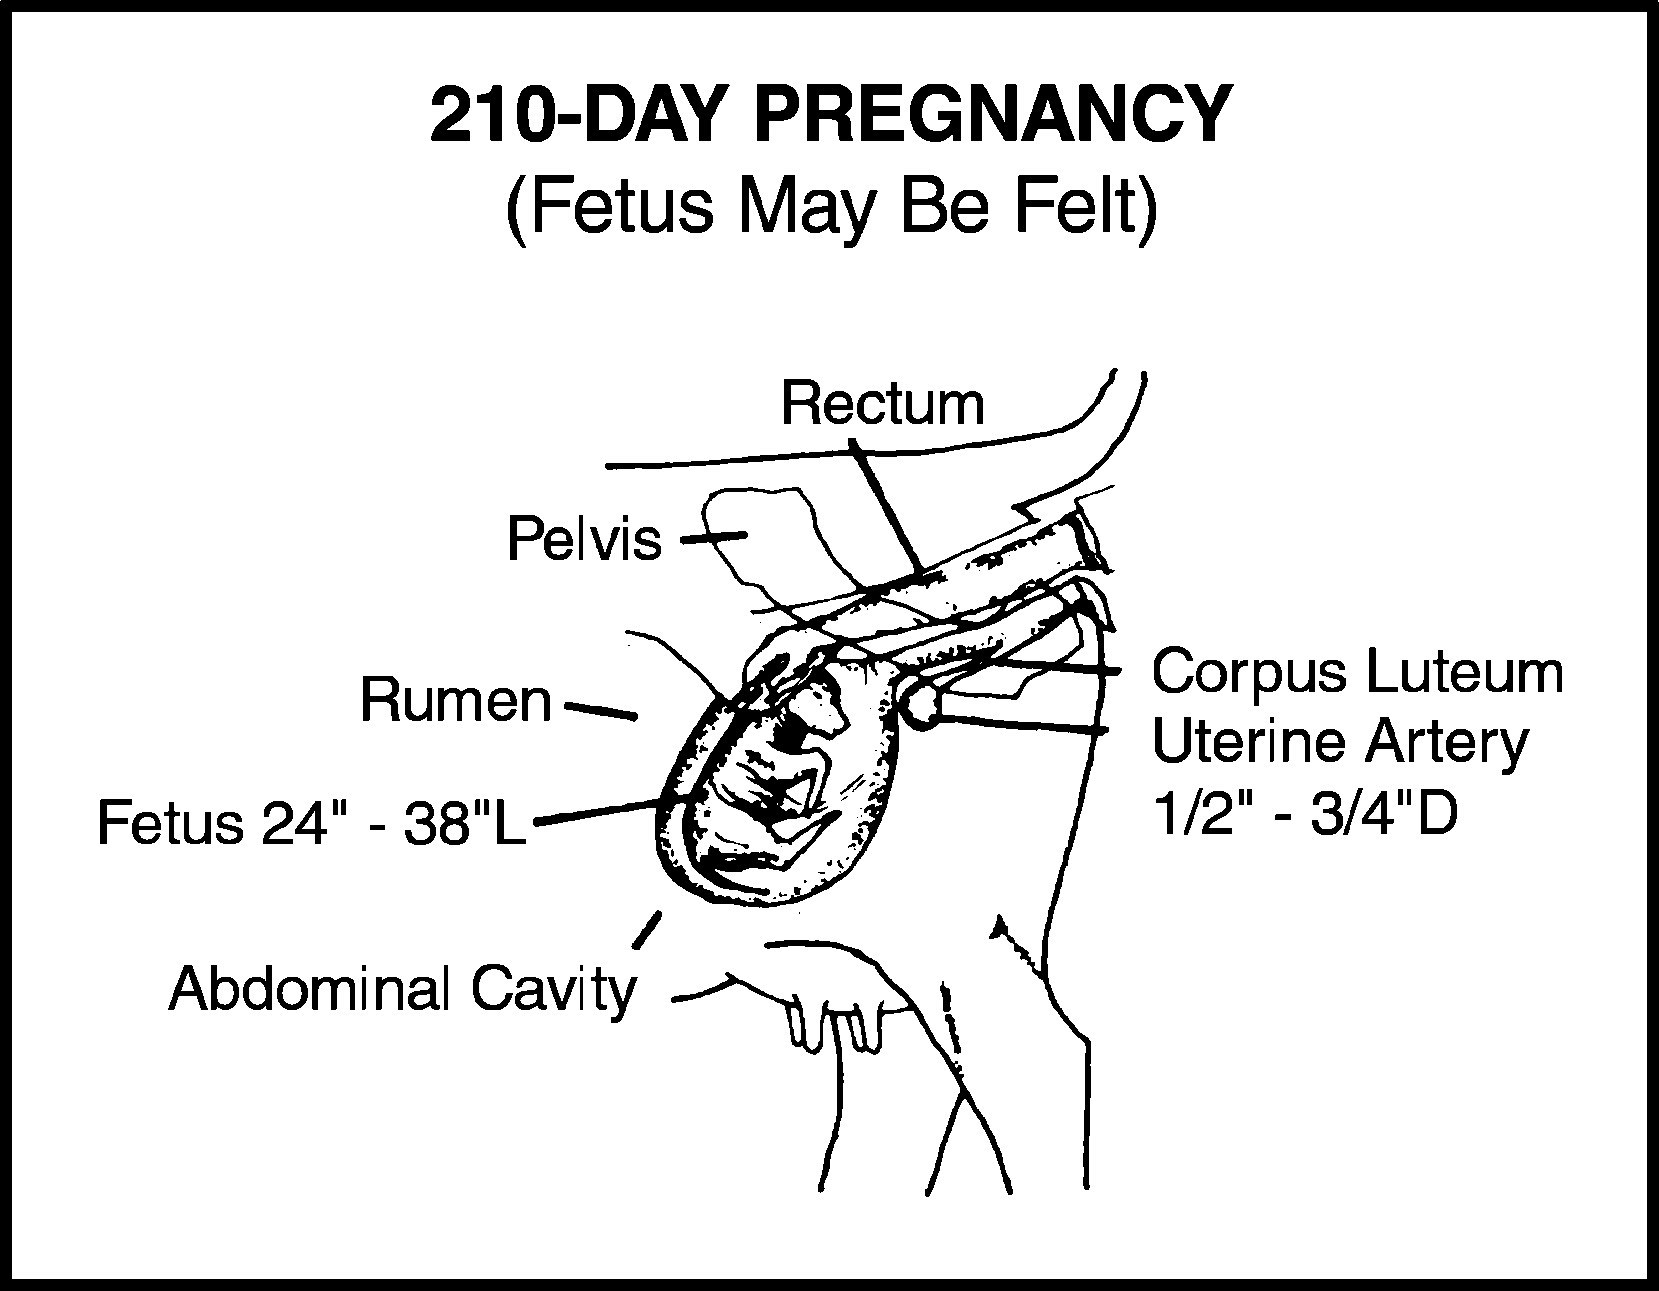 210-DAY PREGNANCY
(Fetus May Be Felt)
Rectum
Pelvis
Rumen
Corpus Luteum
Uterine Artery
1/2" - 3/4"D
Fetus 24" - 38"L
Abdominal Cavity